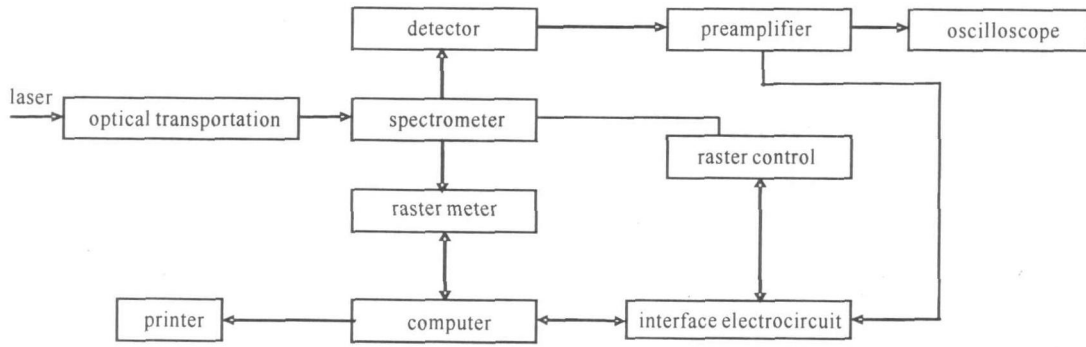 detector
preamplifier
oscilloscope
laser
optical transportation
spectrometer
raster control
raster meter
printer
computer
interface electrocircuit